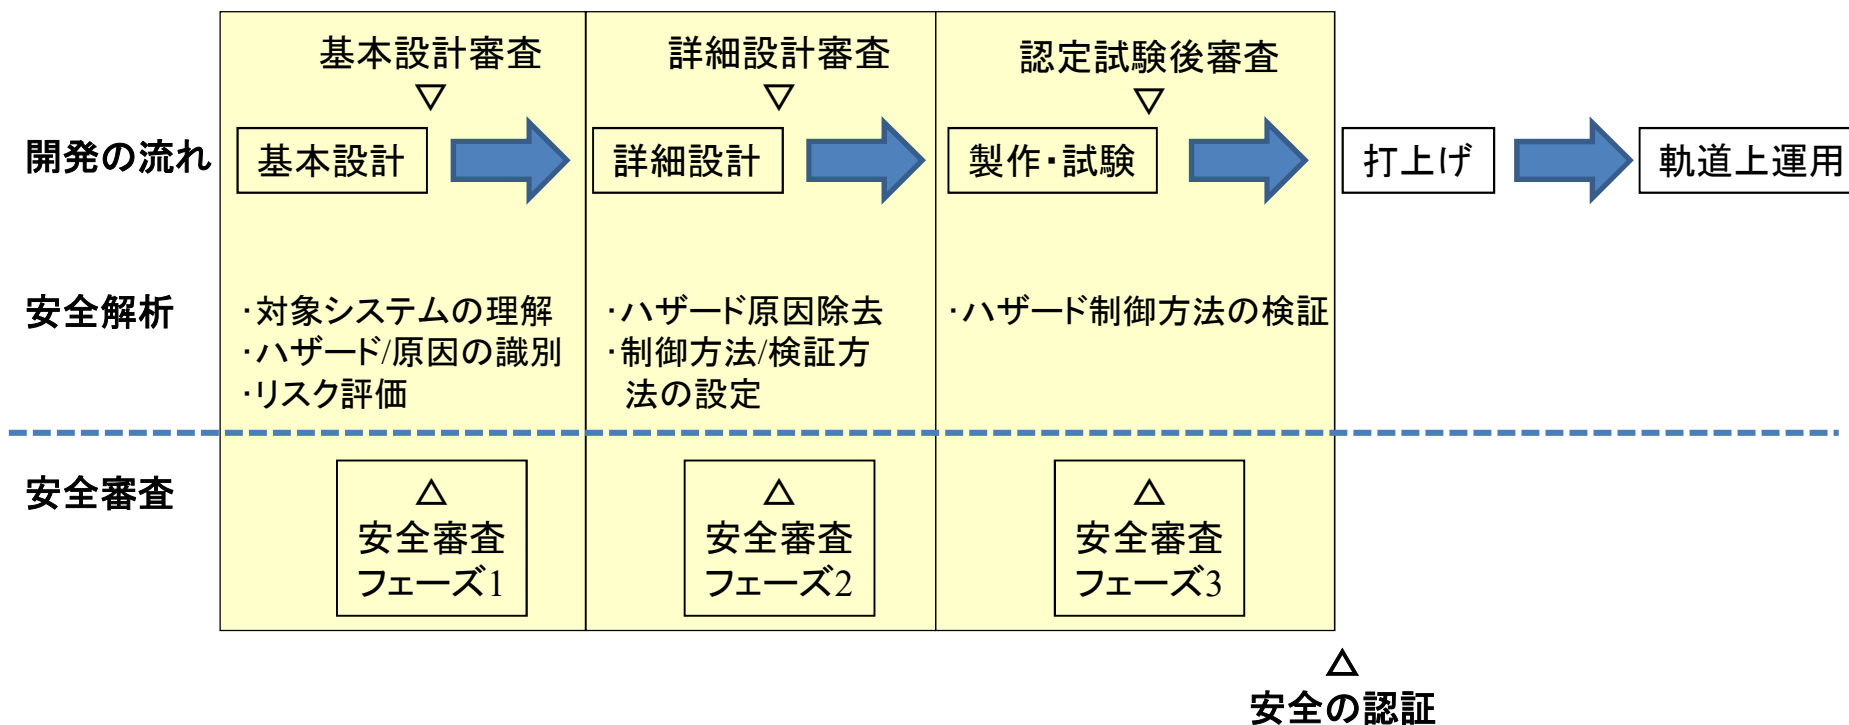 基本設計審査
▽
詳細設計審査
▽
認定試験後審査
▽
開発の流れ
基本設計
詳細設計
製作・試験
打上げ
軌道上運用
安全解析
・対象システムの理解
・ハザード/原因の識別
・リスク評価
・ハザード原因除去
・制御方法/検証方
法の設定
・ハザード制御方法の検証
安全審査
△
安全審査
フェーズ1
△
安全審査
フェーズ2
△
安全審査
フェーズ3
△
安全の認証